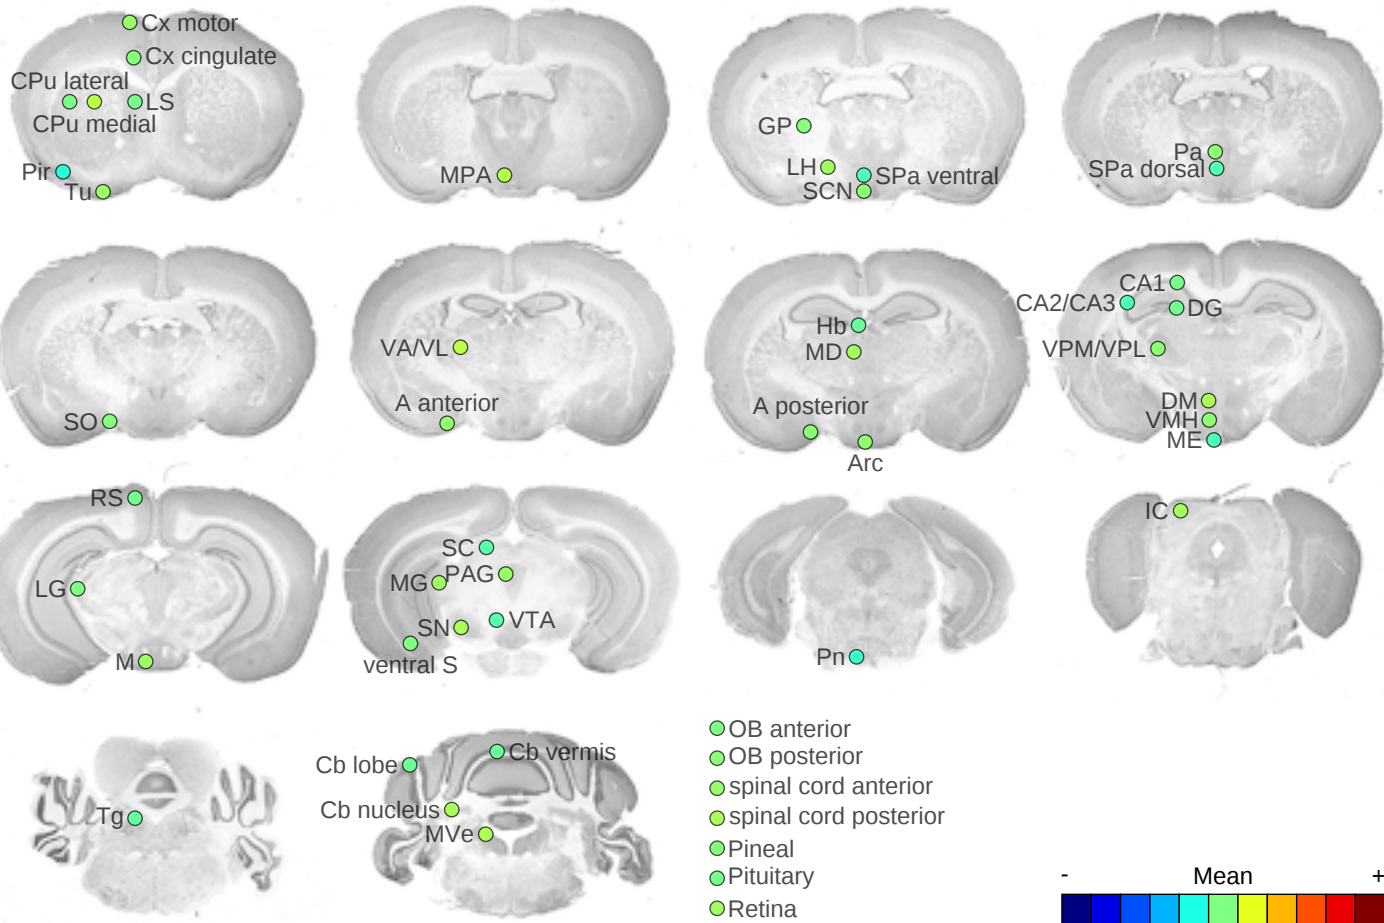 Cx motor
Cx cingulate
CPu lateral
LS
CPu medial
Pir
Tu
MPA
GP
LH
SPa ventral
SCN
Pa
SPa dorsal
SO
VA/VL
A anterior
Hb
MD
A posterior
Arc
CA1
CA2/CA3
DG
VPM/VPL
DM
VMH
ME
RS
LG
M
SC
MG
PAG
SN
VTA
ventral S
Pn
IC
Tg
Cb lobe
Cb vermis
Cb nucleus
MVe
OB anterior
OB posterior
spinal cord anterior
spinal cord posterior
Pineal
Pituitary
Retina
- Mean +